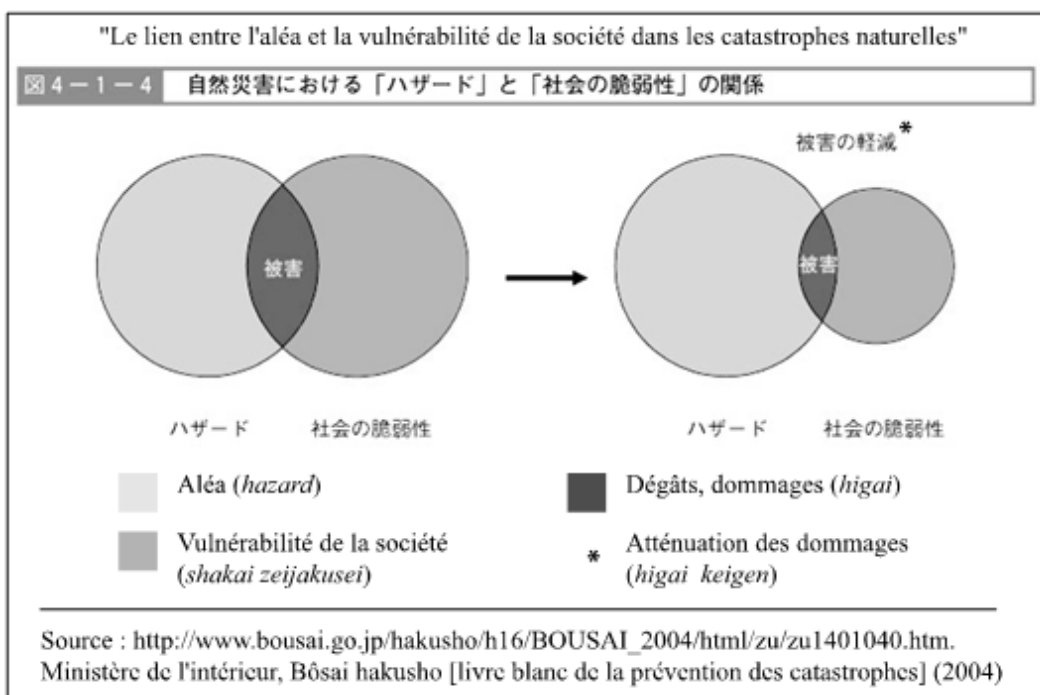 "Le lien entre l'aléa et la vulnérabilité de la société dans les catastrophes naturelles"
図4-1-4 自然災害における「ハザード」と「社会の脆弱性」の関係
被害の軽減*
被害
被害
ハザード 社会の脆弱性
ハザード 社会の脆弱性
Aléa (hazard)
Dégâts, dommages (higai)
Vulnérabilité de la société
(shakai zeijakusei)
* Atténuation des dommages
(higai keigen)
Source : http://www.bousai.go.jp/hakusho/h16/BOUSAI_2004/html/zu/zu1401040.htm.
Ministère de l'intérieur, Bôsai hakusho [livre blanc de la prévention des catastrophes] (2004)